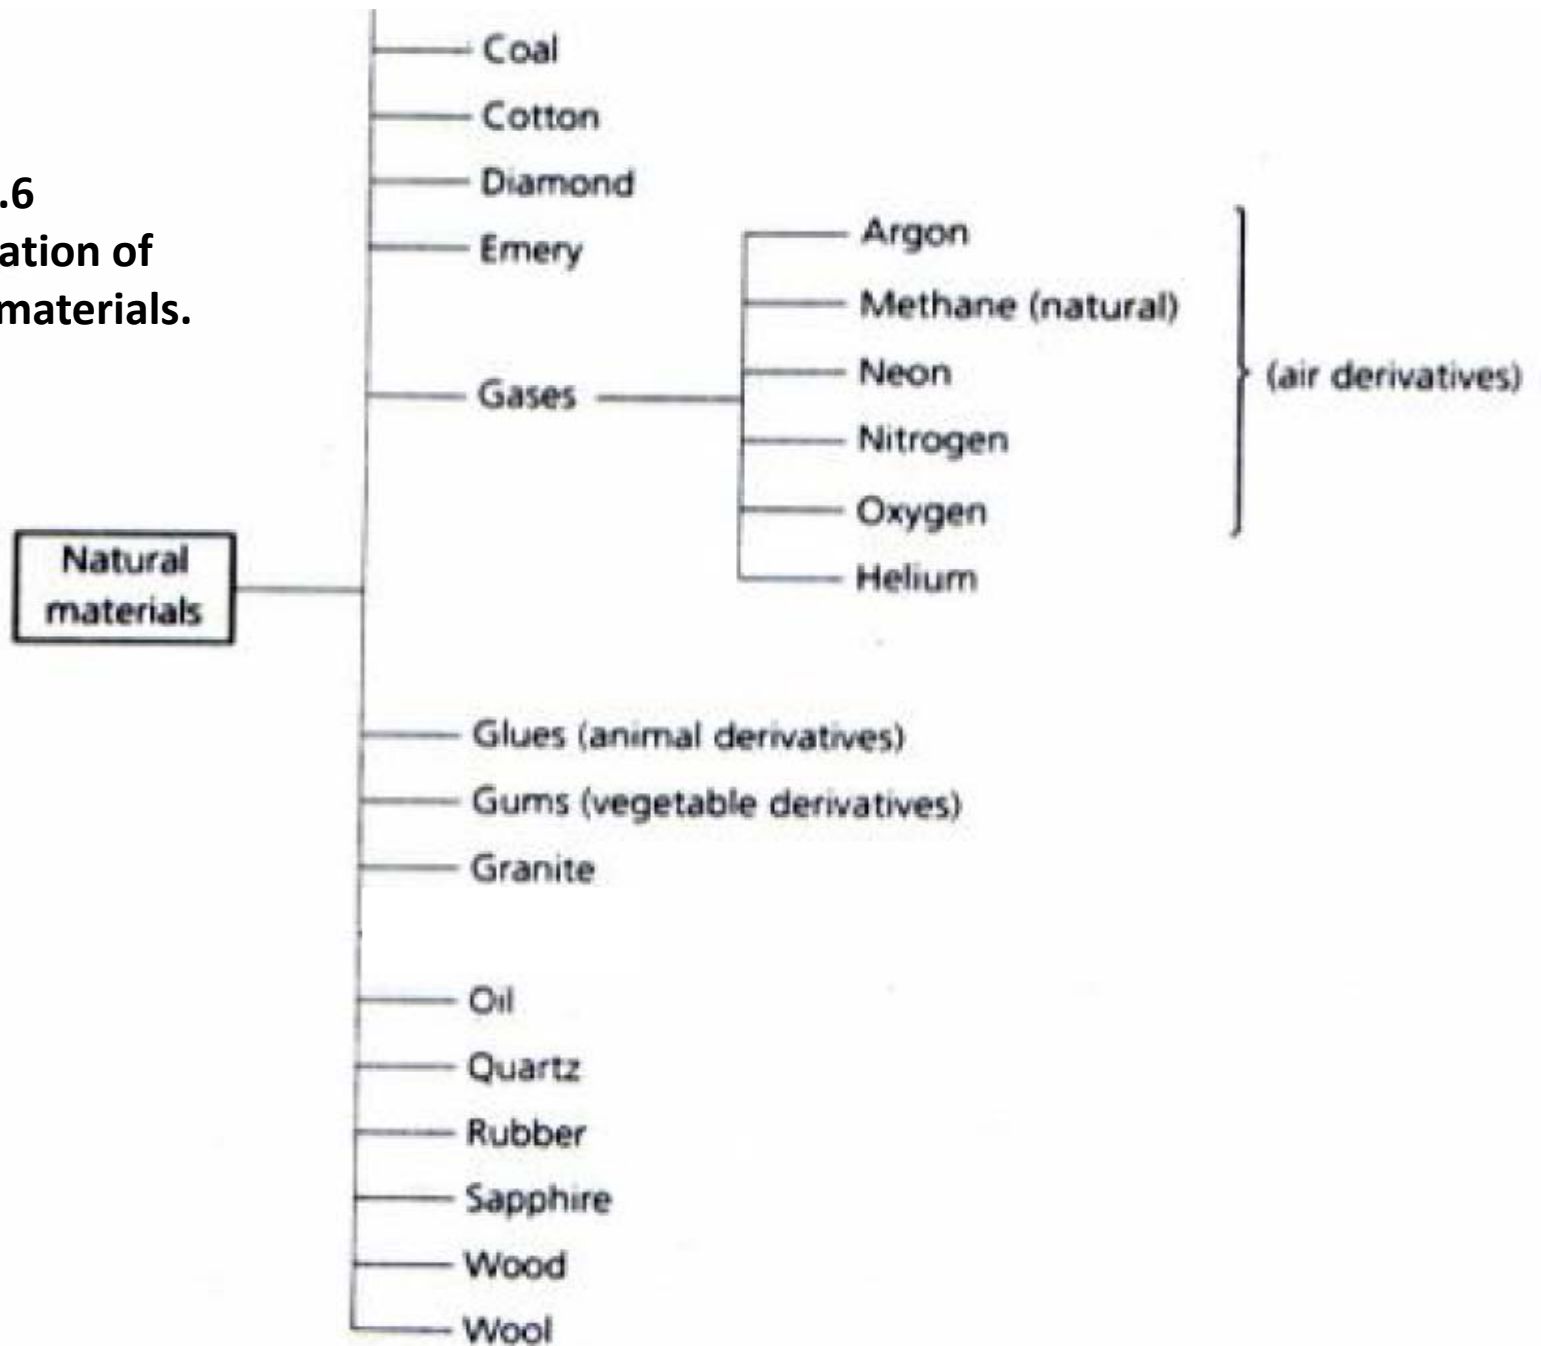 .6
ation of
materials.
Coal
Cotton
Diamond
Emery
Gases
Argon
Methane (natural)
Neon
Nitrogen
Oxygen
Helium
(air derivatives)
Natural
materials
Glues (animal derivatives)
Gums (vegetable derivatives)
Granite
Oil
Quartz
Rubber
Sapphire
Wood
Wool